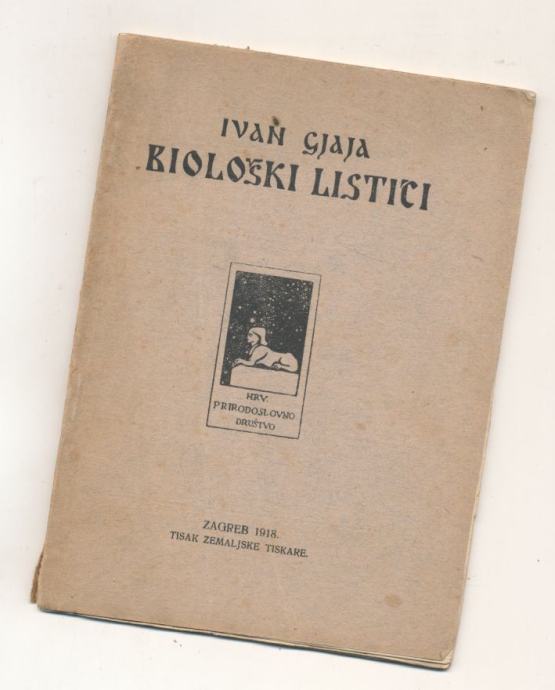 IVAN GJAJA
BIOLOŠKI LISTIĆI
HRV.
PRIRODOSLOVNO
DRUŠTVO
ZAGREB 1918.
TISAK ZEMALJSKE TISKARE.